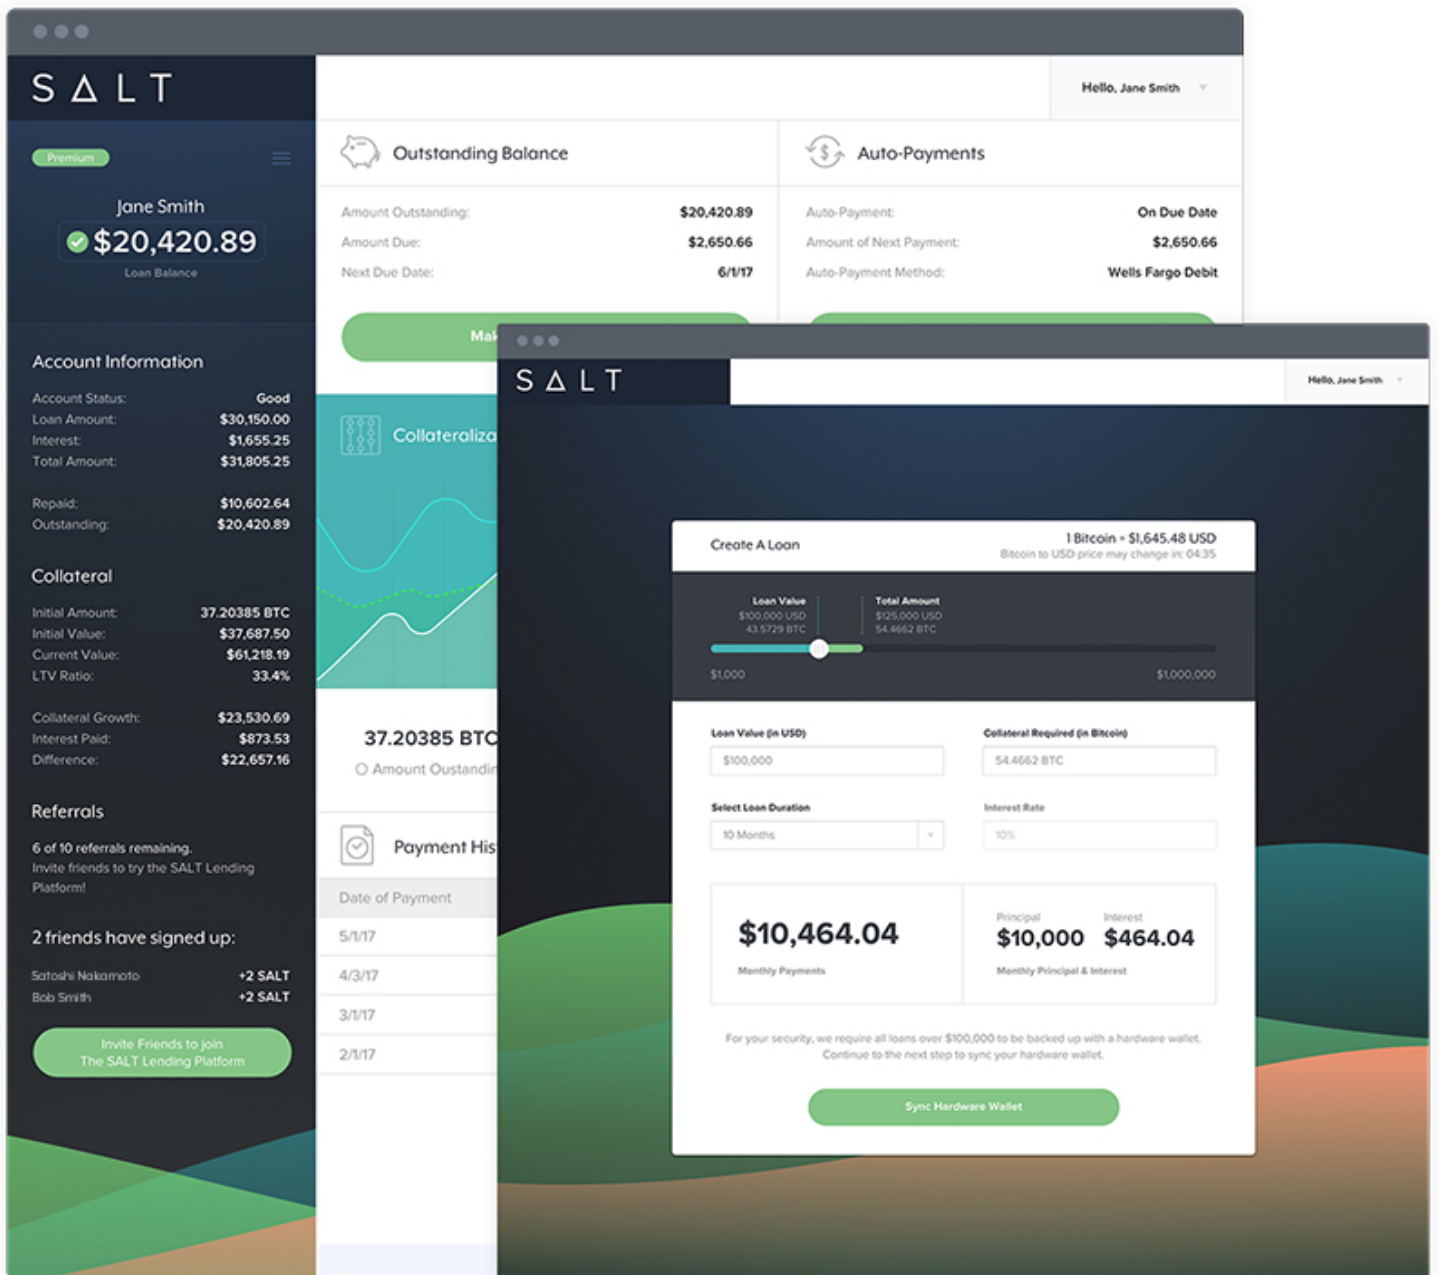 SALT
Hello, Jane Smith
Premium
Jane Smith
$20,420.89
Loan Balance
Account Information
Account Status: Good
Loan Amount: $30,150.00
Interest: $1,655.25
Total Amount: $31,805.25
Repaid: $10,602.64
Outstanding: $20,420.89
Collateral
Initial Amount: 37.20385 BTC
Initial Value: $37,687.50
Current Value: $61,218.19
LTV Ratio: 33.4%
Collateral Growth: $23,530.69
Interest Paid: $873.53
Difference: $22,657.16
Referrals
6 of 10 referrals remaining.
Invite friends to try the SALT Lending
Platform!
2 friends have signed up:
Satoshi Nakamoto +2 SALT
Bob Smith +2 SALT
Invite Friends to join
The SALT Lending Platform
Outstanding Balance
Amount Outstanding: $20,420.89
Amount Due: $2,650.66
Next Due Date: 6/1/17
Mak
Auto-Payments
Auto-Payment: On Due Date
Amount of Next Payment: $2,650.66
Auto-Payment Method: Wells Fargo Debit
Collateraliza
37.20385 BTC
Amount Oustandin
Payment His
Date of Payment
5/1/17
4/3/17
3/1/17
2/1/17
SALT
Hello, Jane Smith
Create A Loan
1 Bitcoin = $1,645.48 USD
Bitcoin to USD price may change in: 04:35
Loan Value
$100,000 USD
43.5729 BTC
Total Amount
$125,000 USD
54.4662 BTC
$1,000 $1,000,000
Loan Value (in USD)
$100,000
Collateral Required (in Bitcoin)
54.4662 BTC
Select Loan Duration
10 Months
Interest Rate
10%
$10,464.04
Monthly Payments
Principal Interest
$10,000 $464.04
Monthly Principal & Interest
For your security, we require all loans over $100,000 to be backed up with a hardware wallet.
Continue to the next step to sync your hardware wallet.
Sync Hardware Wallet